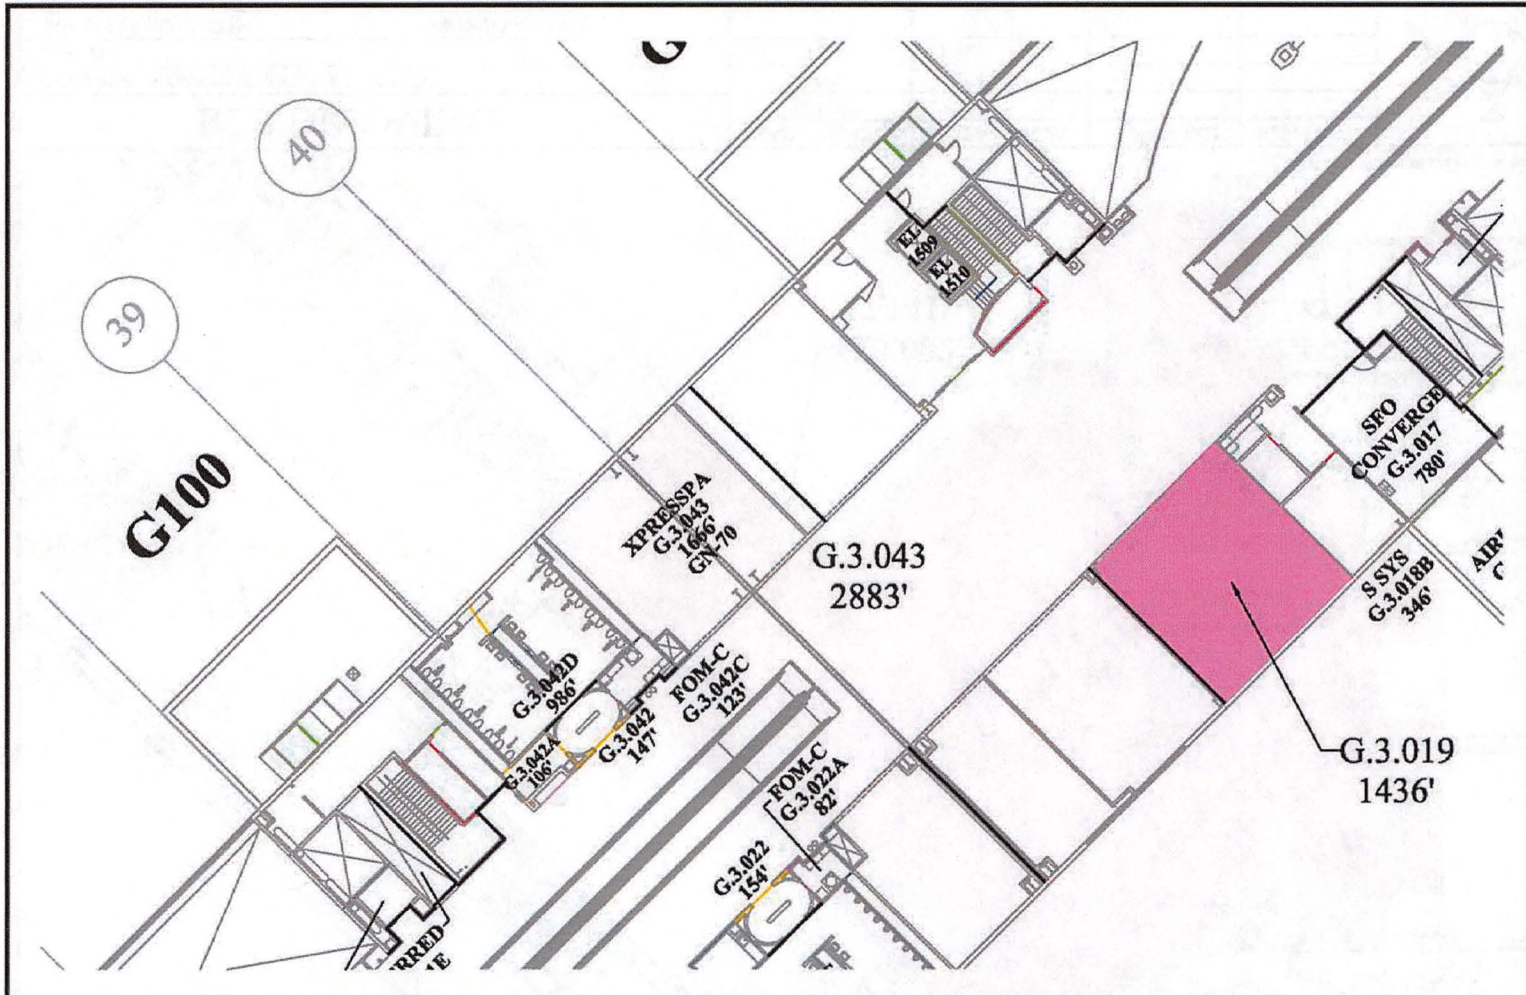 40
39
G100
EL
1509
EL
1510
XPRESSPA
G.3.043
1666'
GN-70
G.3.043
2883'
SFO
CONVERGE
G.3.017
780'
S SYS
G.3.018B
346'
G.3.019
1436'
G.3.042D
986'
FOM-C
G.3.042C
123'
G.3.042
147'
G.3.042A
106'
FOM-C
G.3.022A
82'
G.3.022
154'
RRED